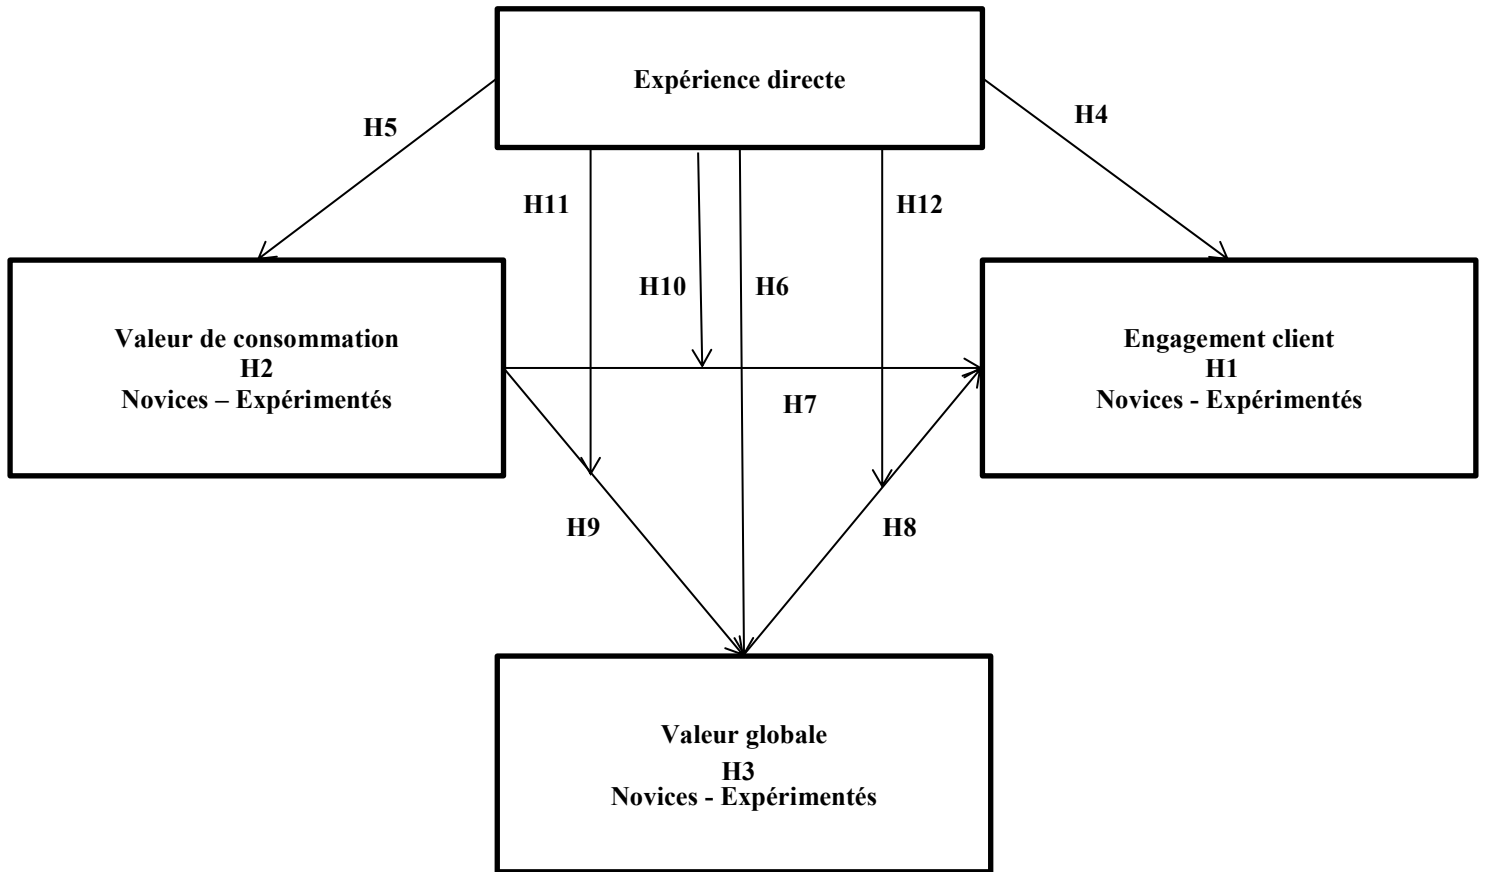 Expérience directe
H5
H4
H11
H12
H10
H6
Valeur de consommation
H2
Novices – Expérimentés
Engagement client
H1
Novices - Expérimentés
H7
H9
H8
Valeur globale
H3
Novices - Expérimentés